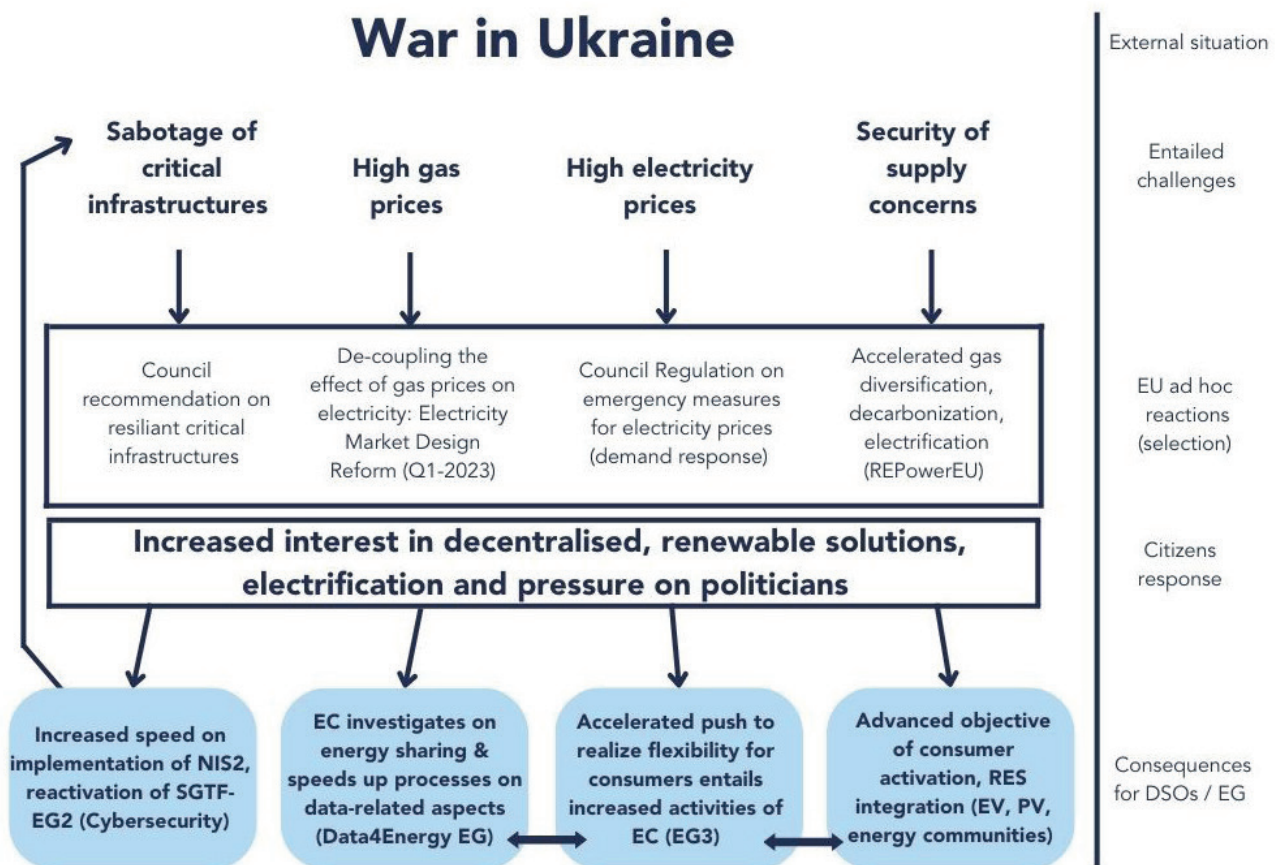 War in Ukraine
External situation
Sabotage of
critical
infrastructures
High gas
prices
High electricity
prices
Security of
supply
concerns
Entailed
challenges
Council
recommendation on
resiliant critical
infrastructures
De-coupling the
effect of gas prices on
electricity: Electricity
Market Design
Reform (Q1-2023)
Council Regulation on
emergency measures
for electricity prices
(demand response)
Accelerated gas
diversification,
decarbonization,
electrification
(REPowerEU)
EU ad hoc
reactions
(selection)
Increased interest in decentralised, renewable solutions,
electrification and pressure on politicians
Citizens
response
Increased speed on
implementation of NIS2,
reactivation of SGTF-
EG2 (Cybersecurity)
EC investigates on
energy sharing &
speeds up processes on
data-related aspects
(Data4Energy EG)
Accelerated push to
realize flexibility for
consumers entails
increased activities of
EC (EG3)
Advanced objective
of consumer
activation, RES
integration (EV, PV,
energy communities)
Consequences
for DSOs / EG